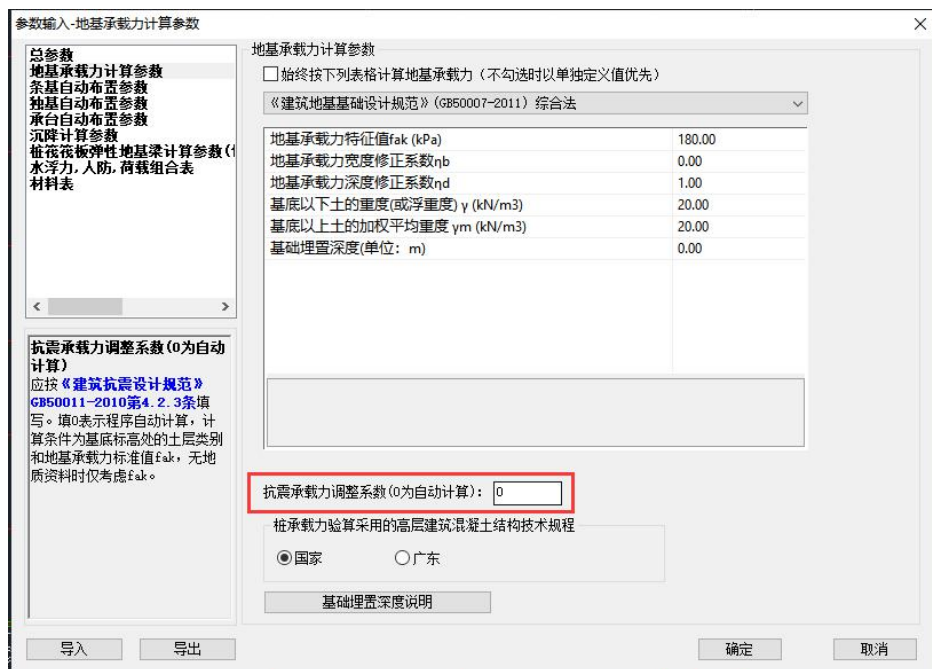 参数输入-地基承载力计算参数
总参数
地基承载力计算参数
条基自动布置参数
独基自动布置参数
承台自动布置参数
沉降计算参数
桩筏筏板弹性地基梁计算参数(
水浮力,人防,荷载组合表
材料表
抗震承载力调整系数(0为自动
计算)
应按《建筑抗震设计规范》
GB50011-2010第4.2.3条填
写。填0表示程序自动计算，计
算条件为基底标高处的土层类别
和地基承载力标准值fak，无地
质资料时仅考虑fak。
地基承载力计算参数
始终按下列表格计算地基承载力（不勾选时以单独定义值优先）
《建筑地基基础设计规范》(GB50007-2011) 综合法
地基承载力特征值fak (kPa) 180.00
地基承载力宽度修正系数ηb 0.00
地基承载力深度修正系数ηd 1.00
基底以下土的重度(或浮重度) γ (kN/m3) 20.00
基底以上土的加权平均重度 γm (kN/m3) 20.00
基础埋置深度(单位：m) 0.00
抗震承载力调整系数(0为自动计算)： 0
桩承载力验算采用的高层建筑混凝土结构技术规程
国家 广东
基础埋置深度说明
导入 导出 确定 取消